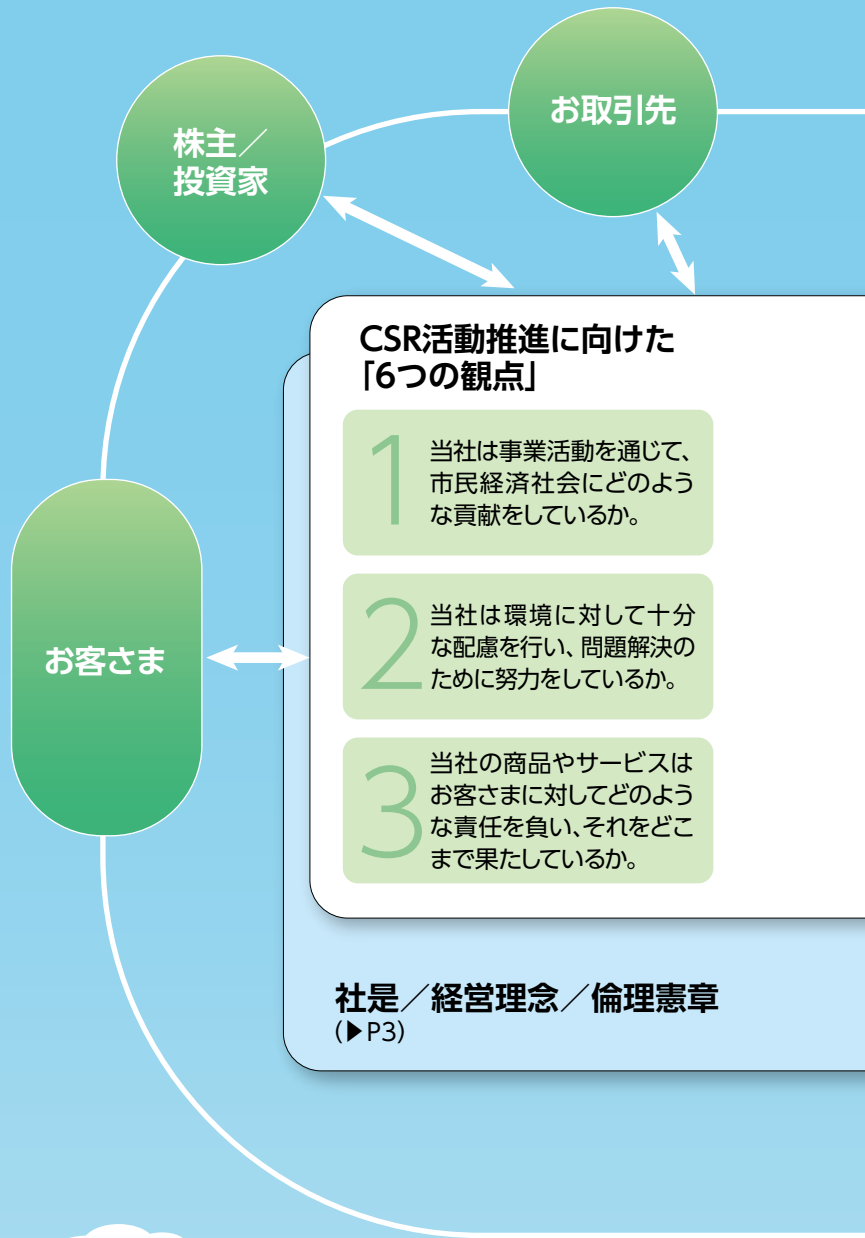 お取引先
株主／
投資家
CSR活動推進に向けた
「6つの観点」
1
当社は事業活動を通じて、
市民経済社会にどのよう
な貢献をしているか。
2
当社は環境に対して十分
な配慮を行い、問題解決の
ために努力をしているか。
お客さま
3
当社の商品やサービスは
お客さまに対してどのよう
な責任を負い、それをどこ
まで果たしているか。
社是／経営理念／倫理憲章
(▶P3)